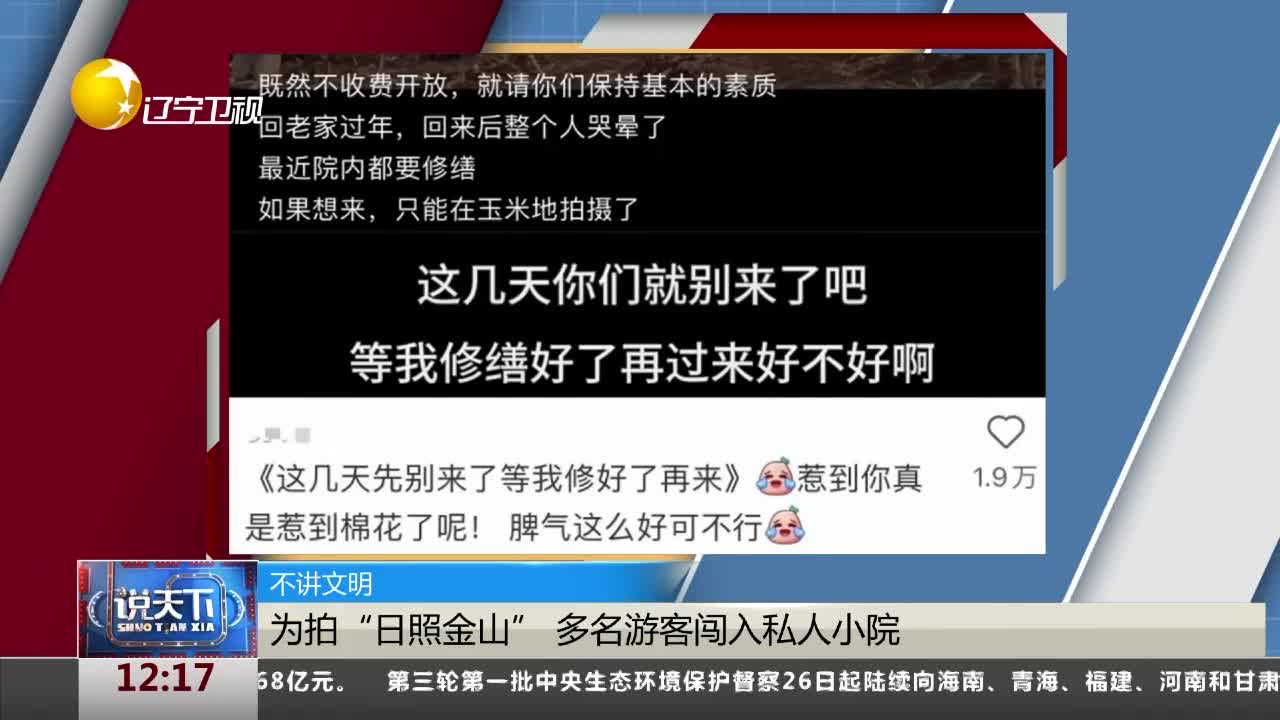 辽宁卫视
既然不收费开放，就请你们保持基本的素质
回老家过年，回来后整个人哭晕了
最近院内都要修缮
如果想来，只能在玉米地拍摄了
这几天你们就别来了吧
等我修缮好了再过来好不好啊
《这几天先别来了等我修好了再来》惹到你真
是惹到棉花了呢！ 脾气这么好可不行
1.9万
说天下
SHUO TIAN XIA
不讲文明
为拍“日照金山” 多名游客闯入私人小院
12:17
68亿元。 第三轮第一批中央生态环境保护督察26日起陆续向海南、青海、福建、河南和甘肃